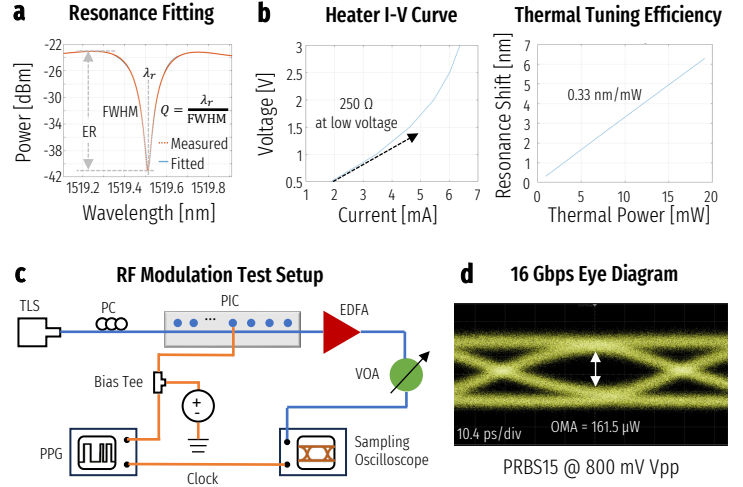 a
Resonance Fitting
Power [dBm]
-22
-26
-30
-34
-38
-42
1519.2 1519.4 1519.6 1519.8
Wavelength [nm]
ER
FWHM
λr
Q = λr / FWHM
Measured
Fitted
b
Heater I-V Curve
Voltage [V]
3
2.5
2
1.5
1
0.5
1 2 3 4 5 6 7
Current [mA]
250 Ω
at low voltage
Thermal Tuning Efficiency
Resonance Shift [nm]
7
6
5
4
3
2
1
0
0 5 10 15 20
Thermal Power [mW]
0.33 nm/mW
c
RF Modulation Test Setup
TLS
PC
PIC
...
EDFA
VOA
Bias Tee
+
-
PPG
Clock
Sampling
Oscilloscope
d
16 Gbps Eye Diagram
10.4 ps/div
OMA = 161.5 μW
PRBS15 @ 800 mV Vpp